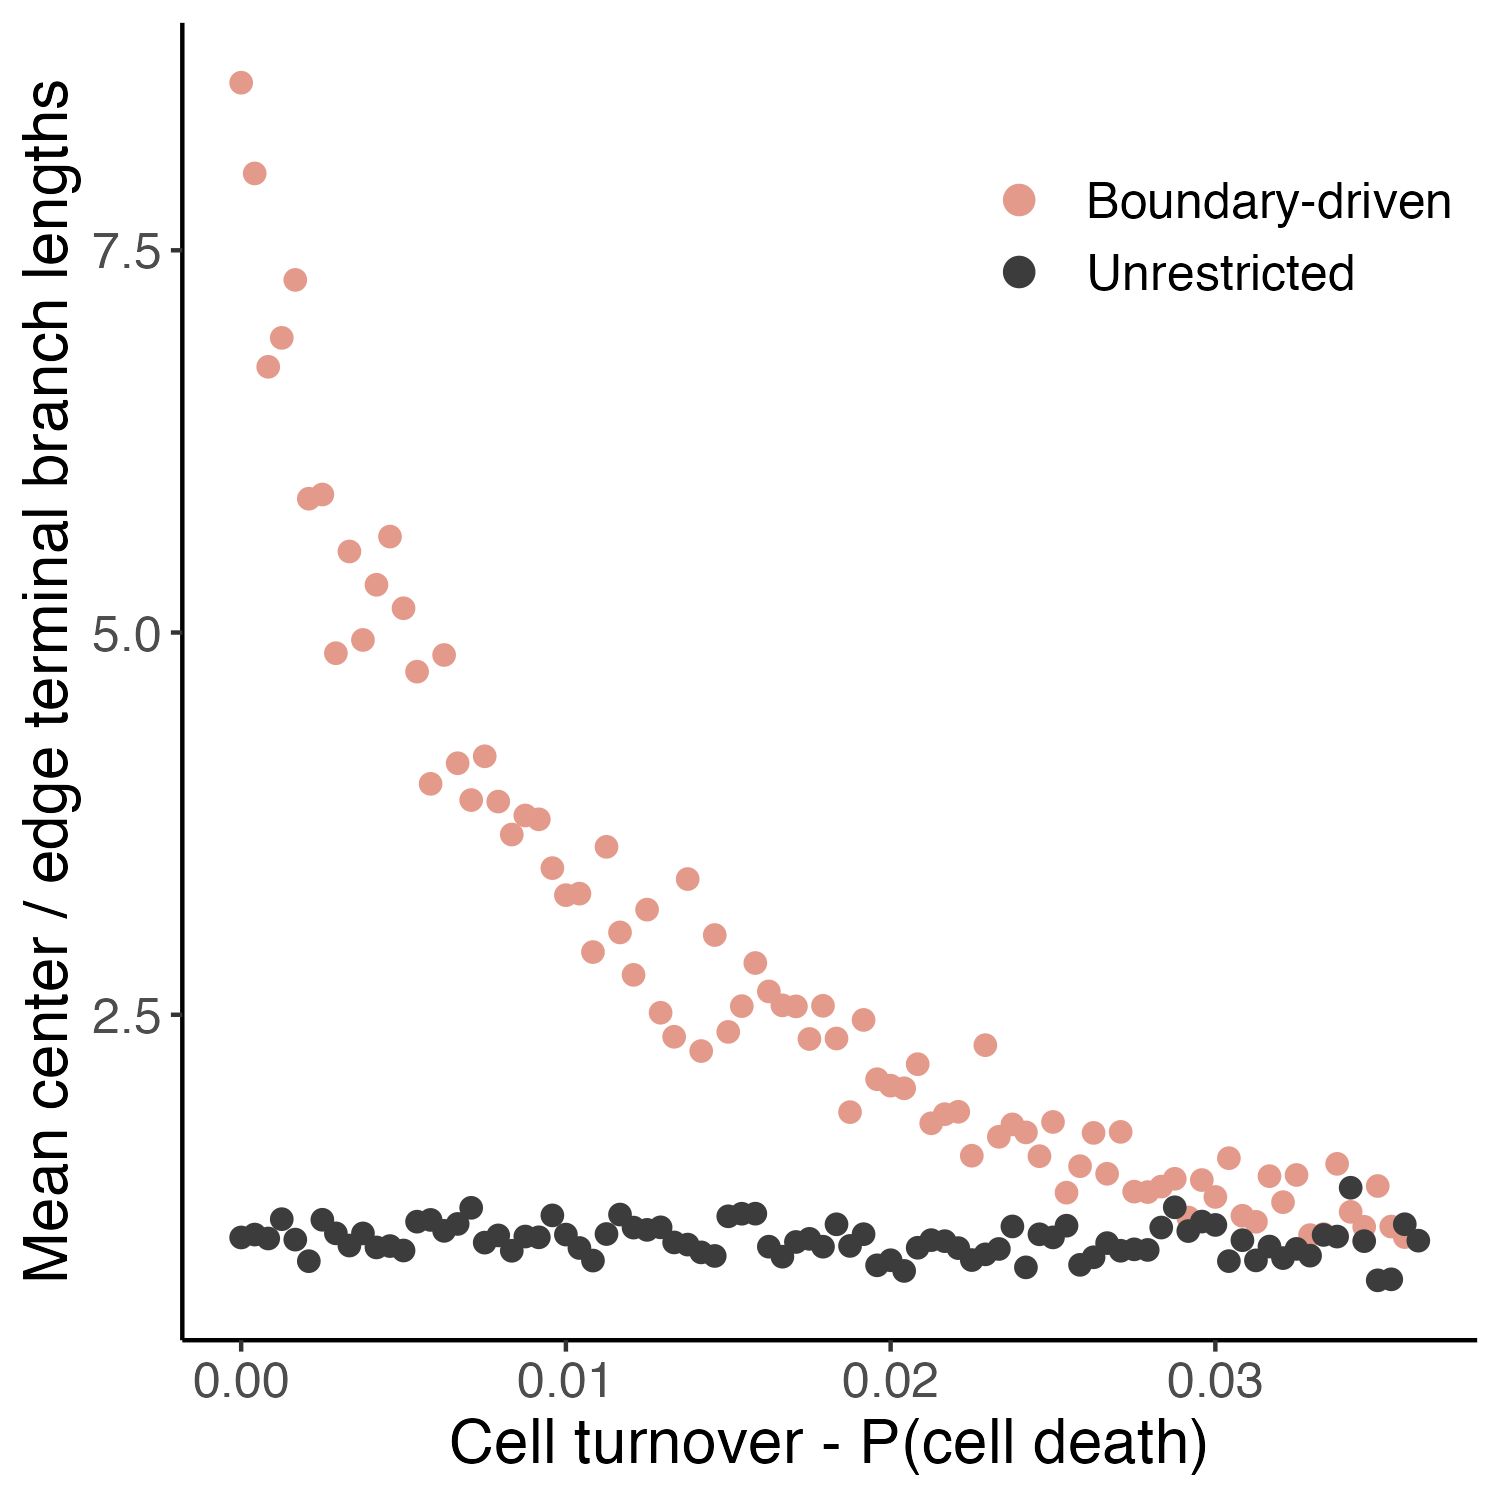 Mean center / edge terminal branch lengths
7.5
5.0
2.5
Boundary-driven
Unrestricted
0.00
0.01
0.02
0.03
Cell turnover - P(cell death)